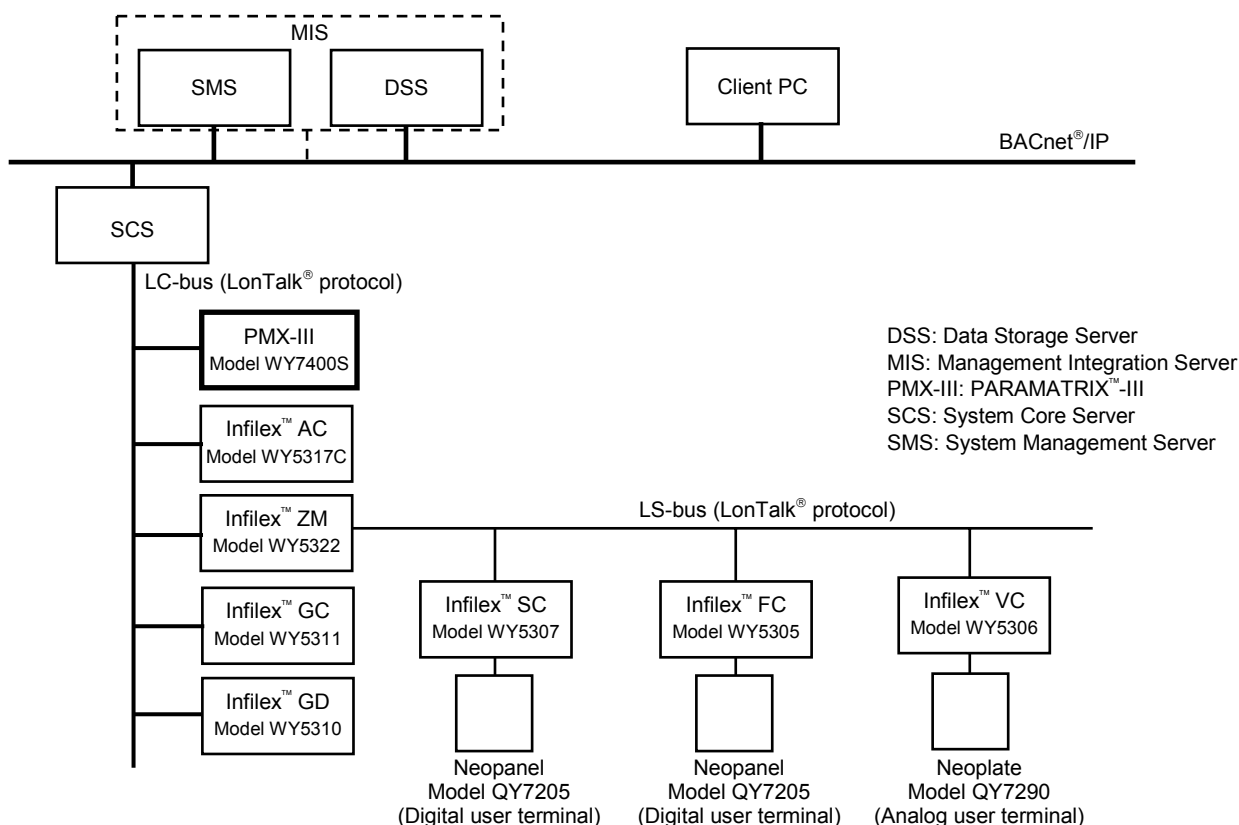 MIS
SMS
DSS
Client PC
BACnet®/IP
SCS
LC-bus (LonTalk® protocol)
PMX-III
Model WY7400S
DSS: Data Storage Server
MIS: Management Integration Server
PMX-III: PARAMATRIX™-III
SCS: System Core Server
SMS: System Management Server
Infilex™ AC
Model WY5317C
Infilex™ ZM
Model WY5322
LS-bus (LonTalk® protocol)
Infilex™ GC
Model WY5311
Infilex™ GD
Model WY5310
Infilex™ SC
Model WY5307
Infilex™ FC
Model WY5305
Infilex™ VC
Model WY5306
Neopanel
Model QY7205
(Digital user terminal)
Neopanel
Model QY7205
(Digital user terminal)
Neoplate
Model QY7290
(Analog user terminal)